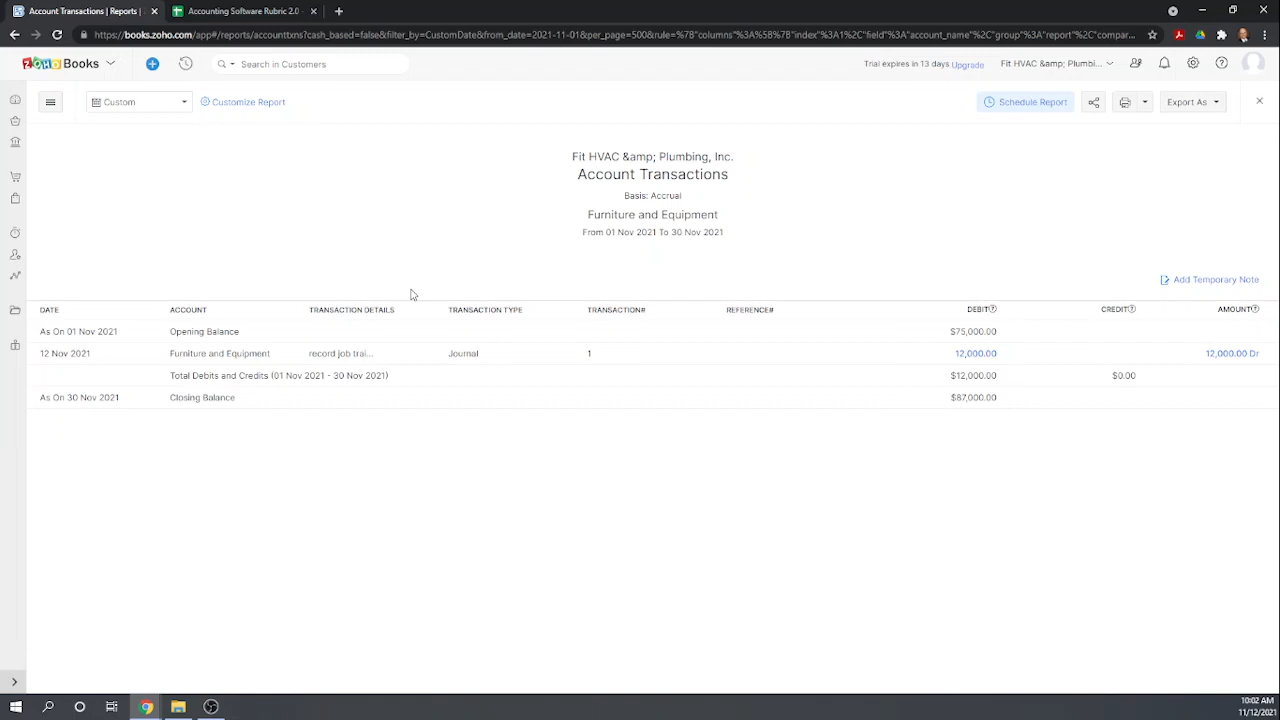 Account Transactions | Reports |
Accounting Software Rubric 2.0 -
https://books.zoho.com/app#/reports/accounttxns?cash_based=false&filter_by=CustomDate&from_date=2021-11-01&per_page=500&rule=%7B"columns"%3A%5B%7B"index"%3A1%2C"field"%3A"account_name"%2C"group"%3A"report"%2C"compar...
ZOHO Books
Search in Customers
Trial expires in 13 days Upgrade
Fit HVAC &amp; Plumbi...
Custom
Customize Report
Schedule Report
Export As
Fit HVAC &amp; Plumbing, Inc.
Account Transactions
Basis: Accrual
Furniture and Equipment
From 01 Nov 2021 To 30 Nov 2021
Add Temporary Note
DATE ACCOUNT TRANSACTION DETAILS TRANSACTION TYPE TRANSACTION# REFERENCE# DEBIT CREDIT AMOUNT
As On 01 Nov 2021 Opening Balance $75,000.00
12 Nov 2021 Furniture and Equipment record job trai... Journal 1 12,000.00 12,000.00 Dr
Total Debits and Credits (01 Nov 2021 - 30 Nov 2021) $12,000.00 $0.00
As On 30 Nov 2021 Closing Balance $87,000.00
10:02 AM
11/12/2021